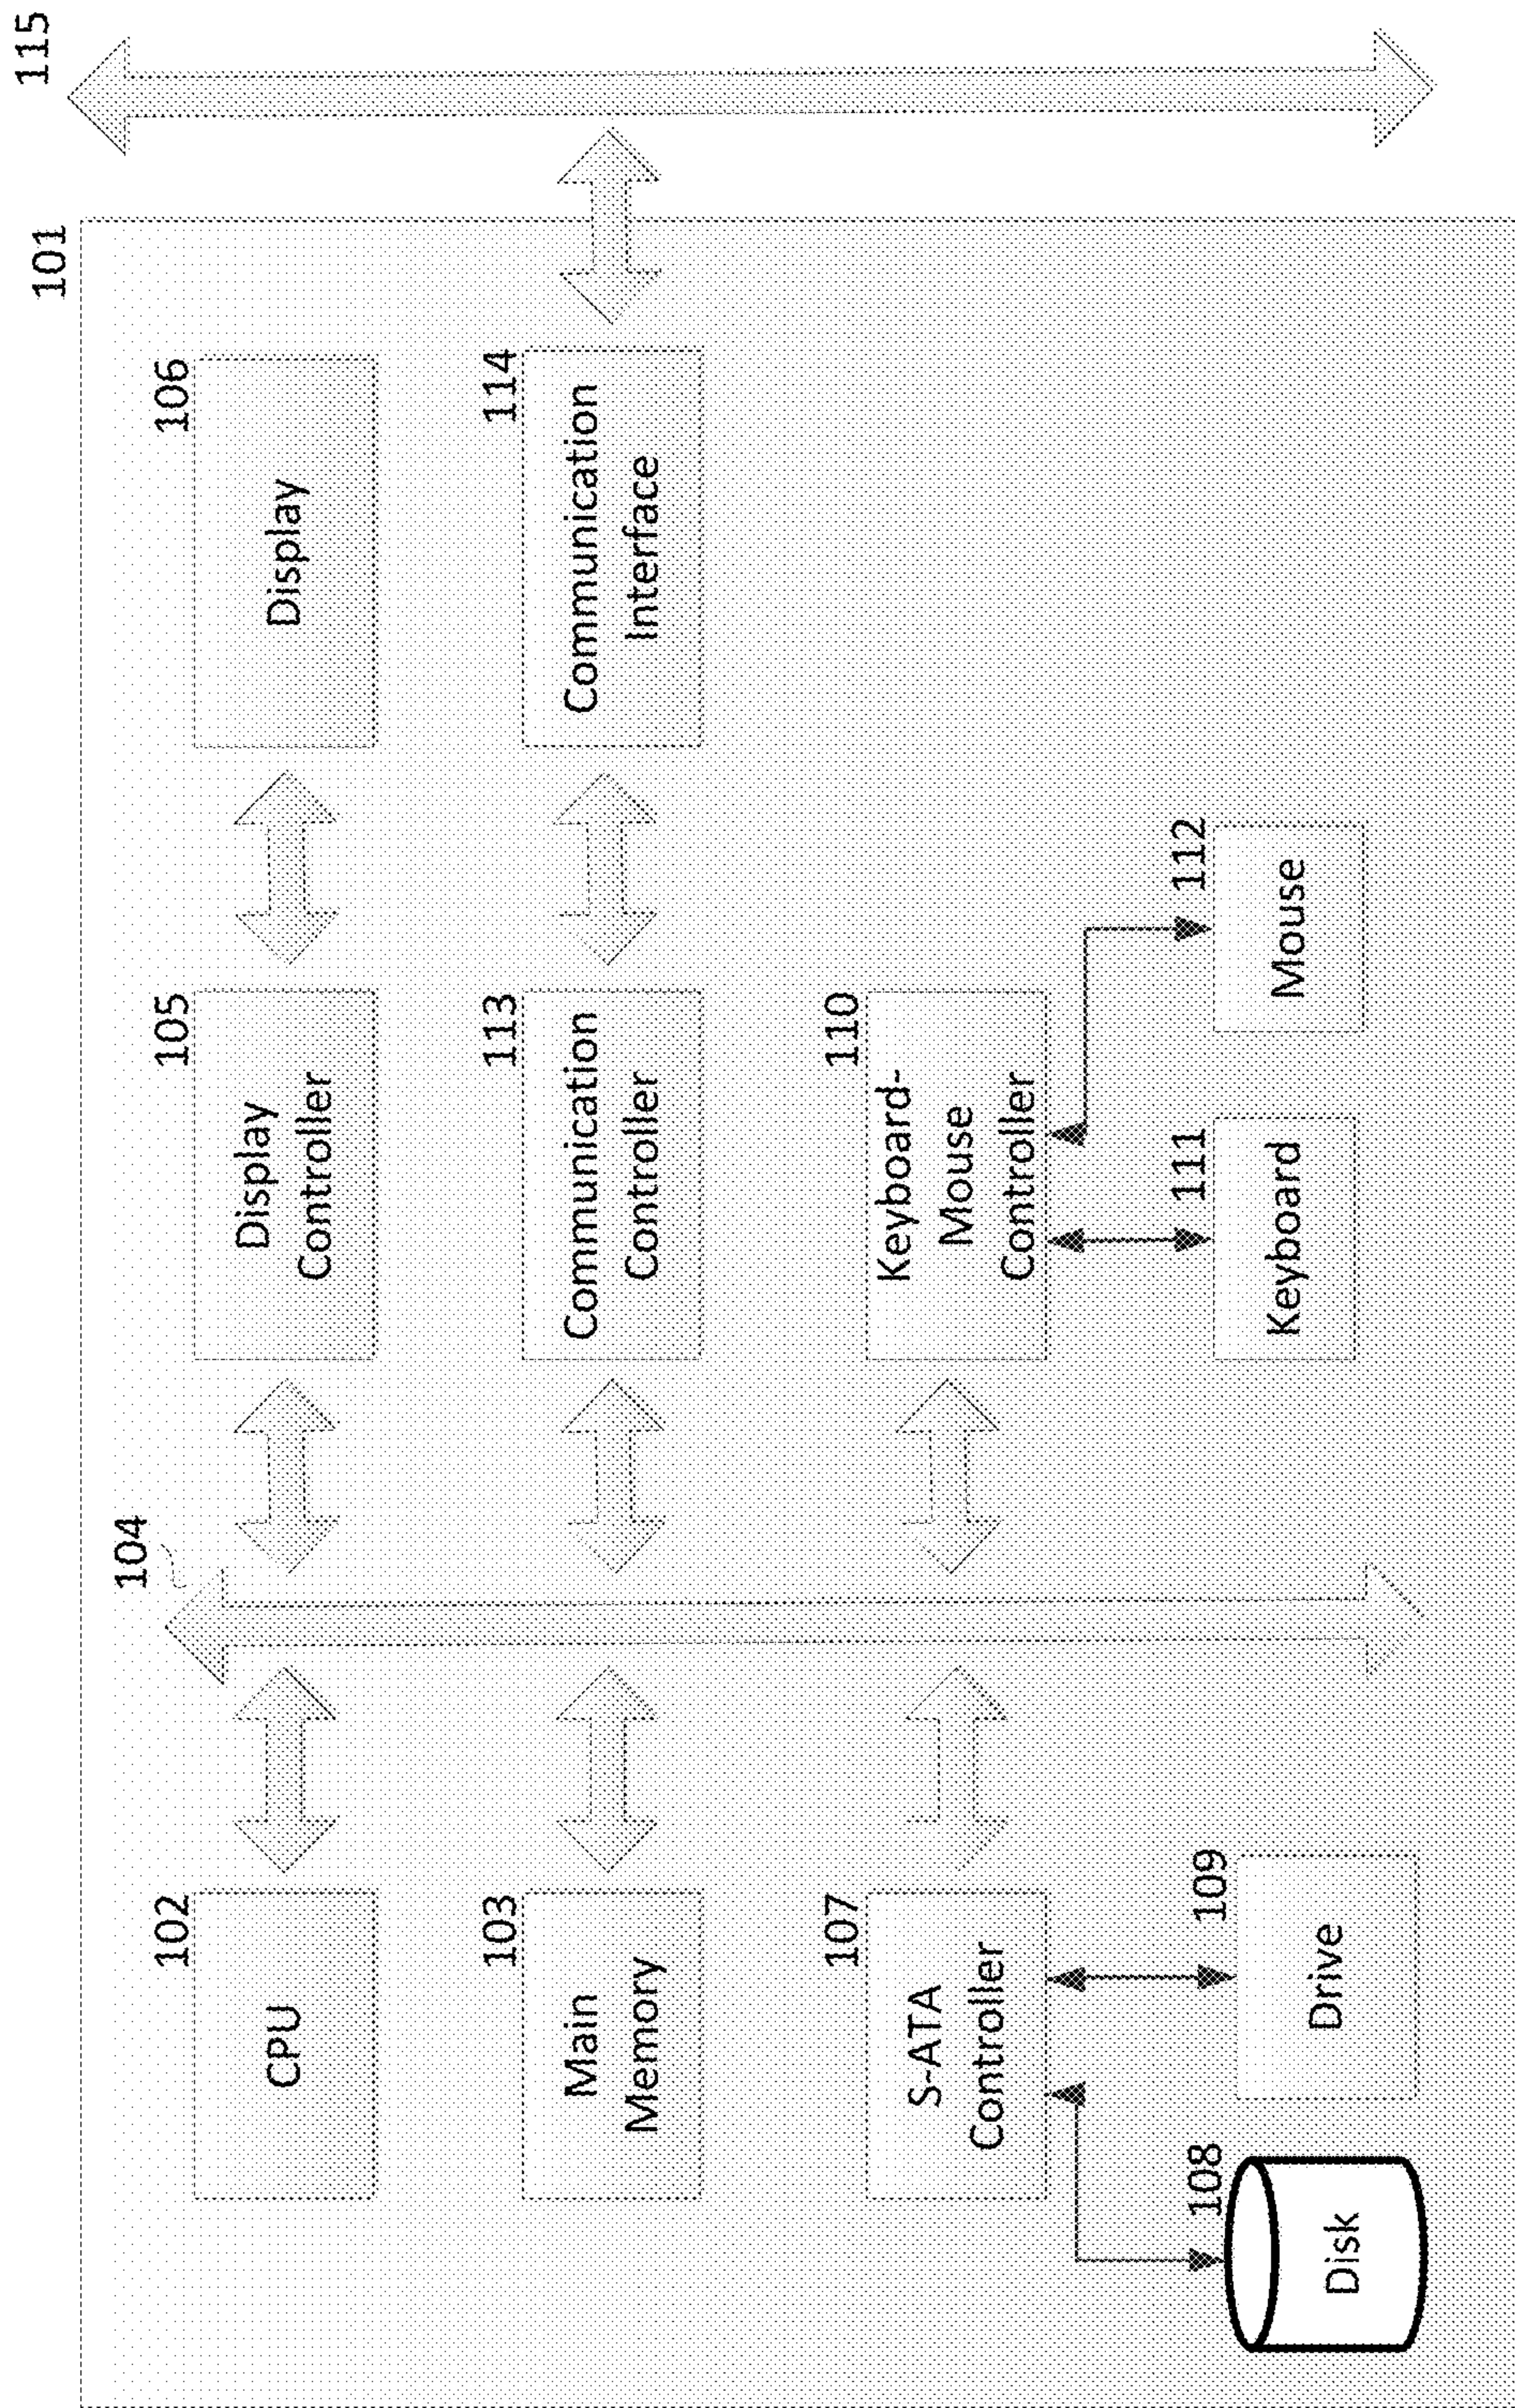 115
101
104
102
CPU
105
Display
Controller
106
Display
103
Main
Memory
113
Communication
Controller
114
Communication
Interface
107
S-ATA
Controller
110
Keyboard-
Mouse
Controller
108
Disk
109
Drive
111
Keyboard
112
Mouse